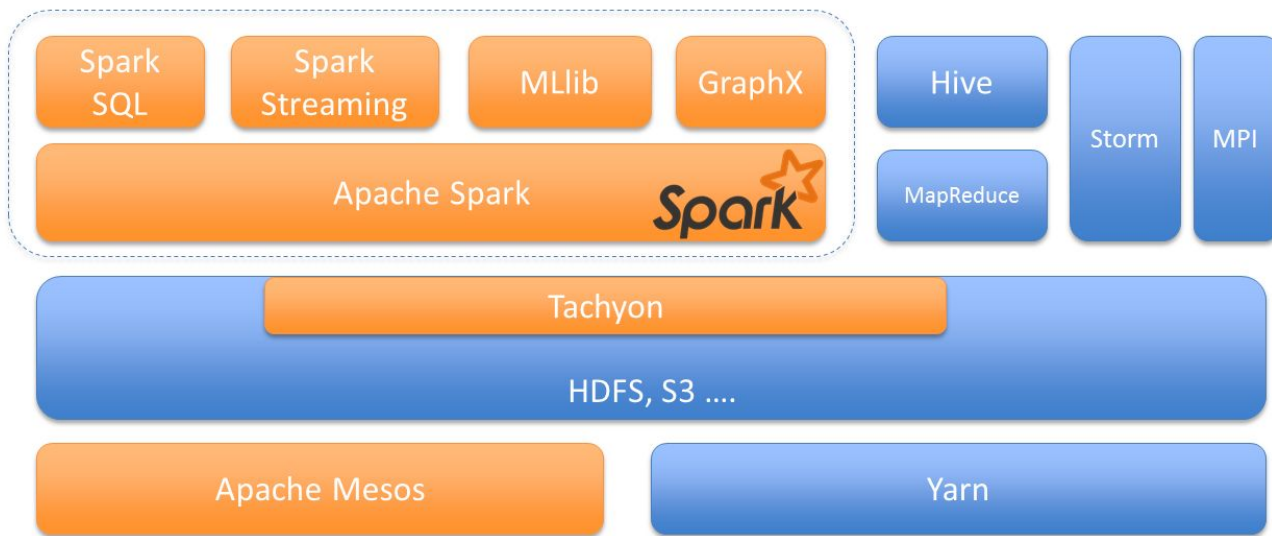 Spark
SQL
Spark
Streaming
MLlib
GraphX
Hive
Storm
MPI
Apache Spark
Spark
MapReduce
Tachyon
HDFS, S3 ....
Apache Mesos
Yarn